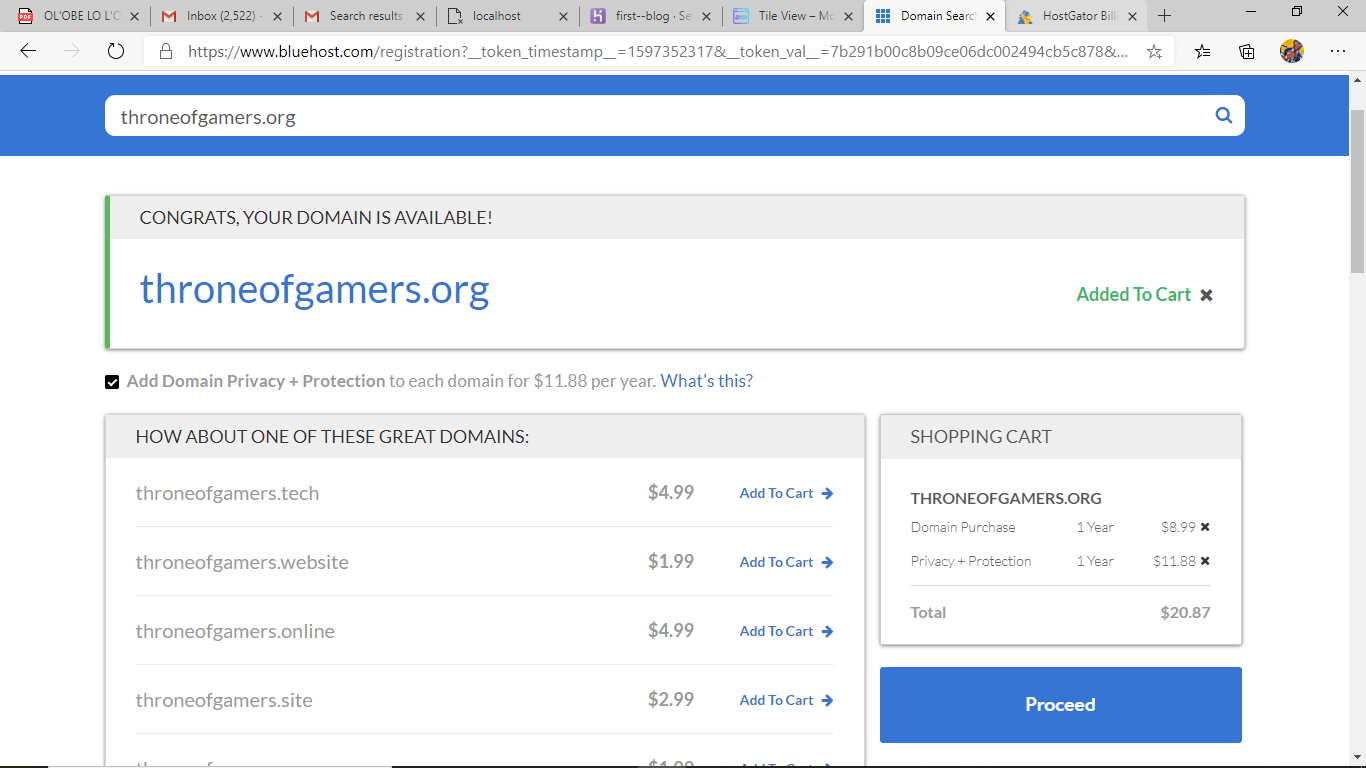 OL'OBE LO L'O
Inbox (2,522) -
Search results
localhost
first--blog · Se
Tile View – Mo
Domain Searc
HostGator Billi
https://www.bluehost.com/registration?__token_timestamp__=1597352317&__token_val__=7b291b00c8b09ce06dc002494cb5c878&...
throneofgamers.org
CONGRATS, YOUR DOMAIN IS AVAILABLE!
throneofgamers.org
Added To Cart
Add Domain Privacy + Protection to each domain for $11.88 per year. What's this?
HOW ABOUT ONE OF THESE GREAT DOMAINS:
throneofgamers.tech $4.99 Add To Cart
throneofgamers.website $1.99 Add To Cart
throneofgamers.online $4.99 Add To Cart
throneofgamers.site $2.99 Add To Cart
SHOPPING CART
THRONEOFGAMERS.ORG
Domain Purchase 1 Year $8.99
Privacy + Protection 1 Year $11.88
Total $20.87
Proceed